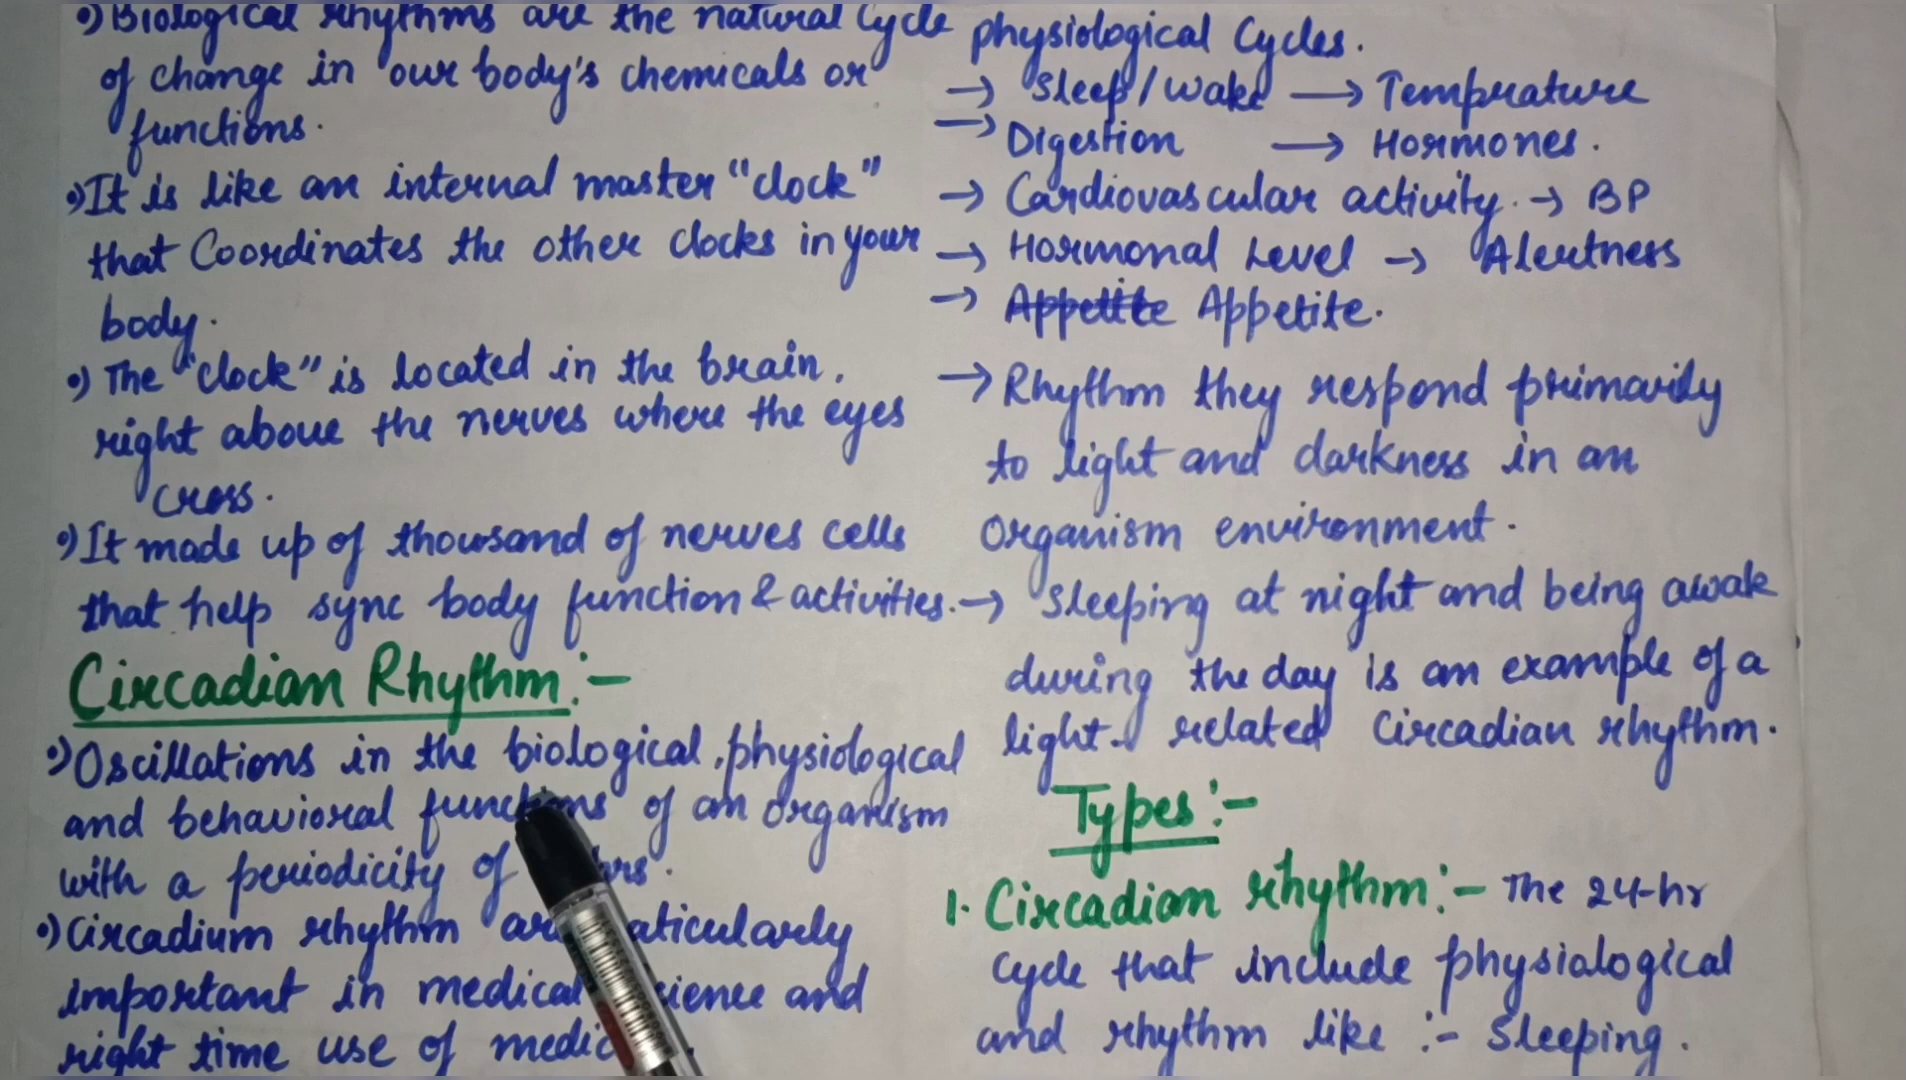 •) Biological rhythms are the natural cycle
of change in our body's chemicals or
functions.
•) It is like an internal master "clock"
that Coordinates the other clocks in your
body.
•) The "clock" is located in the brain,
right above the nerves where the eyes
cross.
•) It made up of thousand of nerves cells
that help sync body function & activities.
Circadian Rhythm :-
•) Oscillations in the biological, physiological
and behavioral functions of an organism
with a periodicity of
•) Circadium rhythm are
important in medical and
right time use of
physiological Cycles.
→ Sleep/Wake → Temprature
→ Digestion → Hormones.
→ Cardiovascular activity. → BP
→ Hormonal Level → Alertness
→ Appetite Appetite.
→ Rhythm they respond primarily
to light and darkness in an
Organism environment.
→ Sleeping at night and being awak
during the day is an example of a
light related Circadian rhythm.
Types :-
1. Circadian rhythm :- The 24-hr
cycle that include physialogical
and rhythm like :- Sleeping.